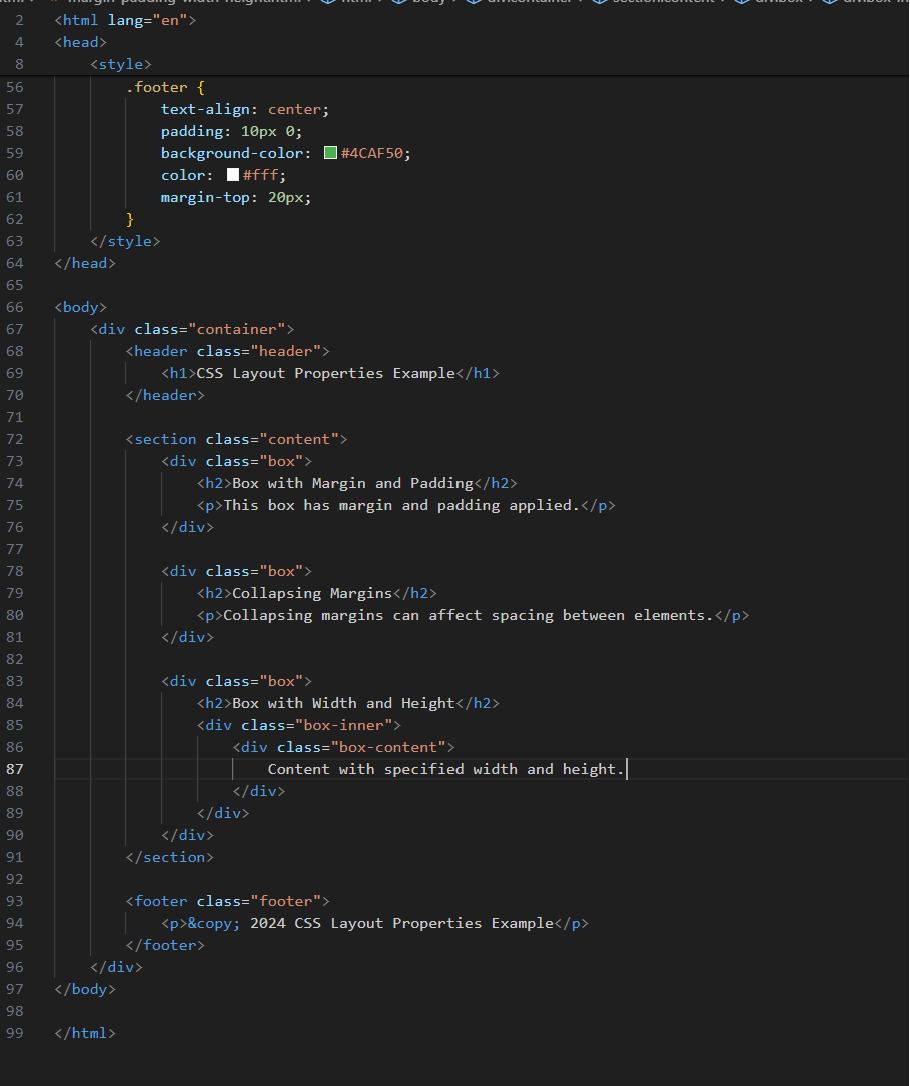 2 <html lang="en">
4 <head>
8 <style>
56 .footer {
57 text-align: center;
58 padding: 10px 0;
59 background-color: #4CAF50;
60 color: #fff;
61 margin-top: 20px;
62 }
63 </style>
64 </head>
65
66 <body>
67 <div class="container">
68 <header class="header">
69 <h1>CSS Layout Properties Example</h1>
70 </header>
71
72 <section class="content">
73 <div class="box">
74 <h2>Box with Margin and Padding</h2>
75 <p>This box has margin and padding applied.</p>
76 </div>
77
78 <div class="box">
79 <h2>Collapsing Margins</h2>
80 <p>Collapsing margins can affect spacing between elements.</p>
81 </div>
82
83 <div class="box">
84 <h2>Box with Width and Height</h2>
85 <div class="box-inner">
86 <div class="box-content">
87 Content with specified width and height.
88 </div>
89 </div>
90 </div>
91 </section>
92
93 <footer class="footer">
94 <p>&copy; 2024 CSS Layout Properties Example</p>
95 </footer>
96 </div>
97 </body>
98
99 </html>